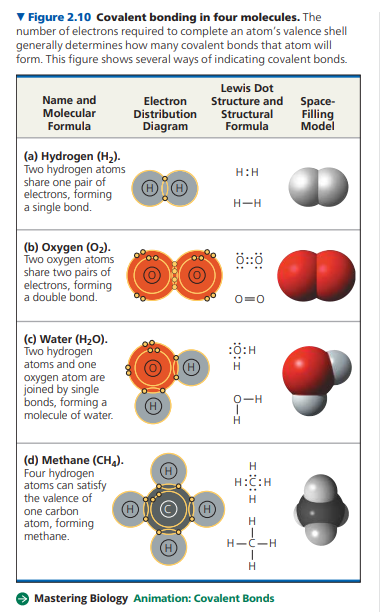 ▼ Figure 2.10 Covalent bonding in four molecules. The
number of electrons required to complete an atom's valence shell
generally determines how many covalent bonds that atom will
form. This figure shows several ways of indicating covalent bonds.
Name and
Molecular
Formula
Electron
Distribution
Diagram
Lewis Dot
Structure and
Structural
Formula
Space-
Filling
Model
(a) Hydrogen (H₂).
Two hydrogen atoms
share one pair of
electrons, forming
a single bond.
H H
H:H
H—H
(b) Oxygen (O₂).
Two oxygen atoms
share two pairs of
electrons, forming
a double bond.
O O
Ö::Ö
O=O
(c) Water (H₂O).
Two hydrogen
atoms and one
oxygen atom are
joined by single
bonds, forming a
molecule of water.
O H
H
:Ö:H
H
O—H
H
(d) Methane (CH₄).
Four hydrogen
atoms can satisfy
the valence of
one carbon
atom, forming
methane.
H
H C H
H
H
H:C:H
H
H
H—C—H
H
Mastering Biology Animation: Covalent Bonds